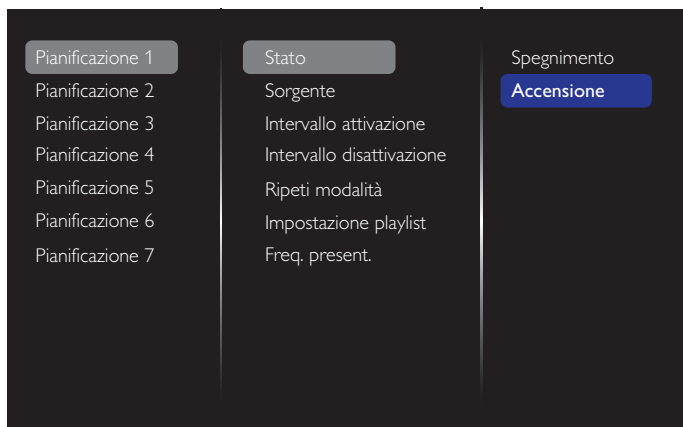 Pianificazione 1
Pianificazione 2
Pianificazione 3
Pianificazione 4
Pianificazione 5
Pianificazione 6
Pianificazione 7
Stato
Sorgente
Intervallo attivazione
Intervallo disattivazione
Ripeti modalità
Impostazione playlist
Freq. present.
Spegnimento
Accensione